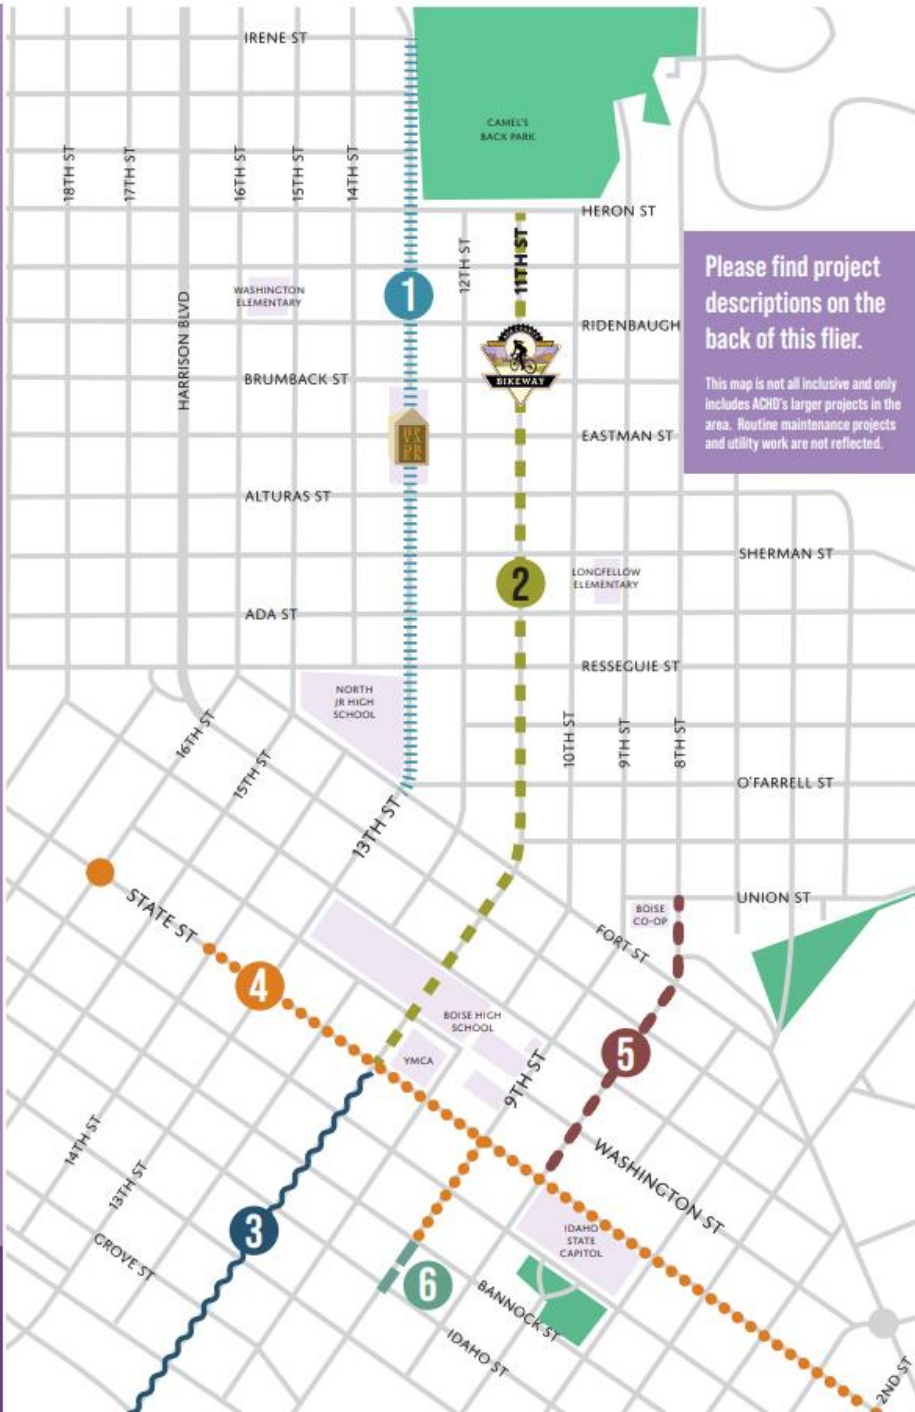 IRENE ST
CAMEL'S
BACK PARK
18TH ST
17TH ST
16TH ST
15TH ST
14TH ST
HERON ST
12TH ST
11TH ST
WASHINGTON
ELEMENTARY
1
HARRISON BLVD
RIDENBAUGH
Please find project
descriptions on the
back of this flier.
This map is not all inclusive and only
includes ACHD's larger projects in the
area. Routine maintenance projects
and utility work are not reflected.
BIKEWAY
BRUMBACK ST
EASTMAN ST
ALTURAS ST
SHERMAN ST
2
LONGFELLOW
ELEMENTARY
ADA ST
RESSEGUIE ST
NORTH
JR HIGH
SCHOOL
16TH ST
15TH ST
10TH ST
9TH ST
8TH ST
O'FARRELL ST
13TH ST
STATE ST
UNION ST
BOISE
CO-OP
FORT ST
4
BOISE HIGH
SCHOOL
YMCA
5
9TH ST
14TH ST
13TH ST
WASHINGTON ST
3
GROVE ST
IDAHO
STATE
CAPITOL
6
BANNOCK ST
IDAHO ST
2ND ST